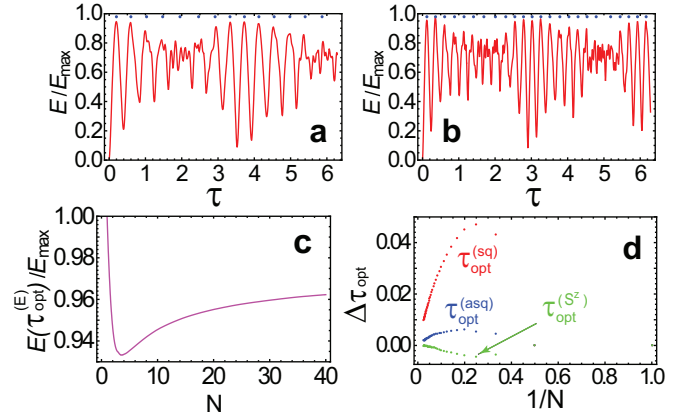 E/E_max
1.0
0.8
0.6
0.4
0.2
0.0
0 1 2 3 4 5 6
τ
a
E/E_max
1.0
0.8
0.6
0.4
0.2
0.0
0 1 2 3 4 5 6
τ
b
E(τ_opt^(E))/E_max
1.00
0.98
0.96
0.94
0 10 20 30 40
N
c
Δτ_opt
0.04
0.02
0.00
0.0 0.2 0.4 0.6 0.8 1.0
1/N
d
τ_opt^(sq)
τ_opt^(asq)
τ_opt^(S^z)